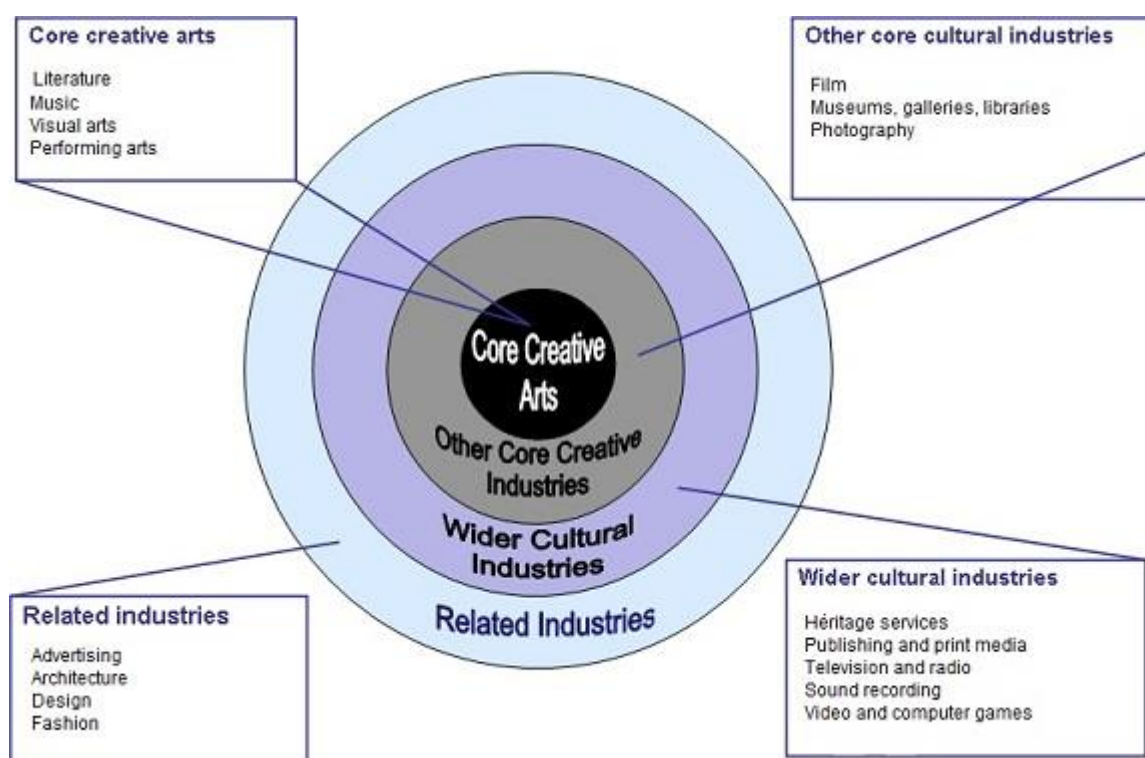 Core creative arts
Literature
Music
Visual arts
Performing arts
Other core cultural industries
Film
Museums, galleries, libraries
Photography
Core Creative
Arts
Other Core Creative
Industries
Wider Cultural
Industries
Related Industries
Related industries
Advertising
Architecture
Design
Fashion
Wider cultural industries
Héritage services
Publishing and print media
Television and radio
Sound recording
Video and computer games